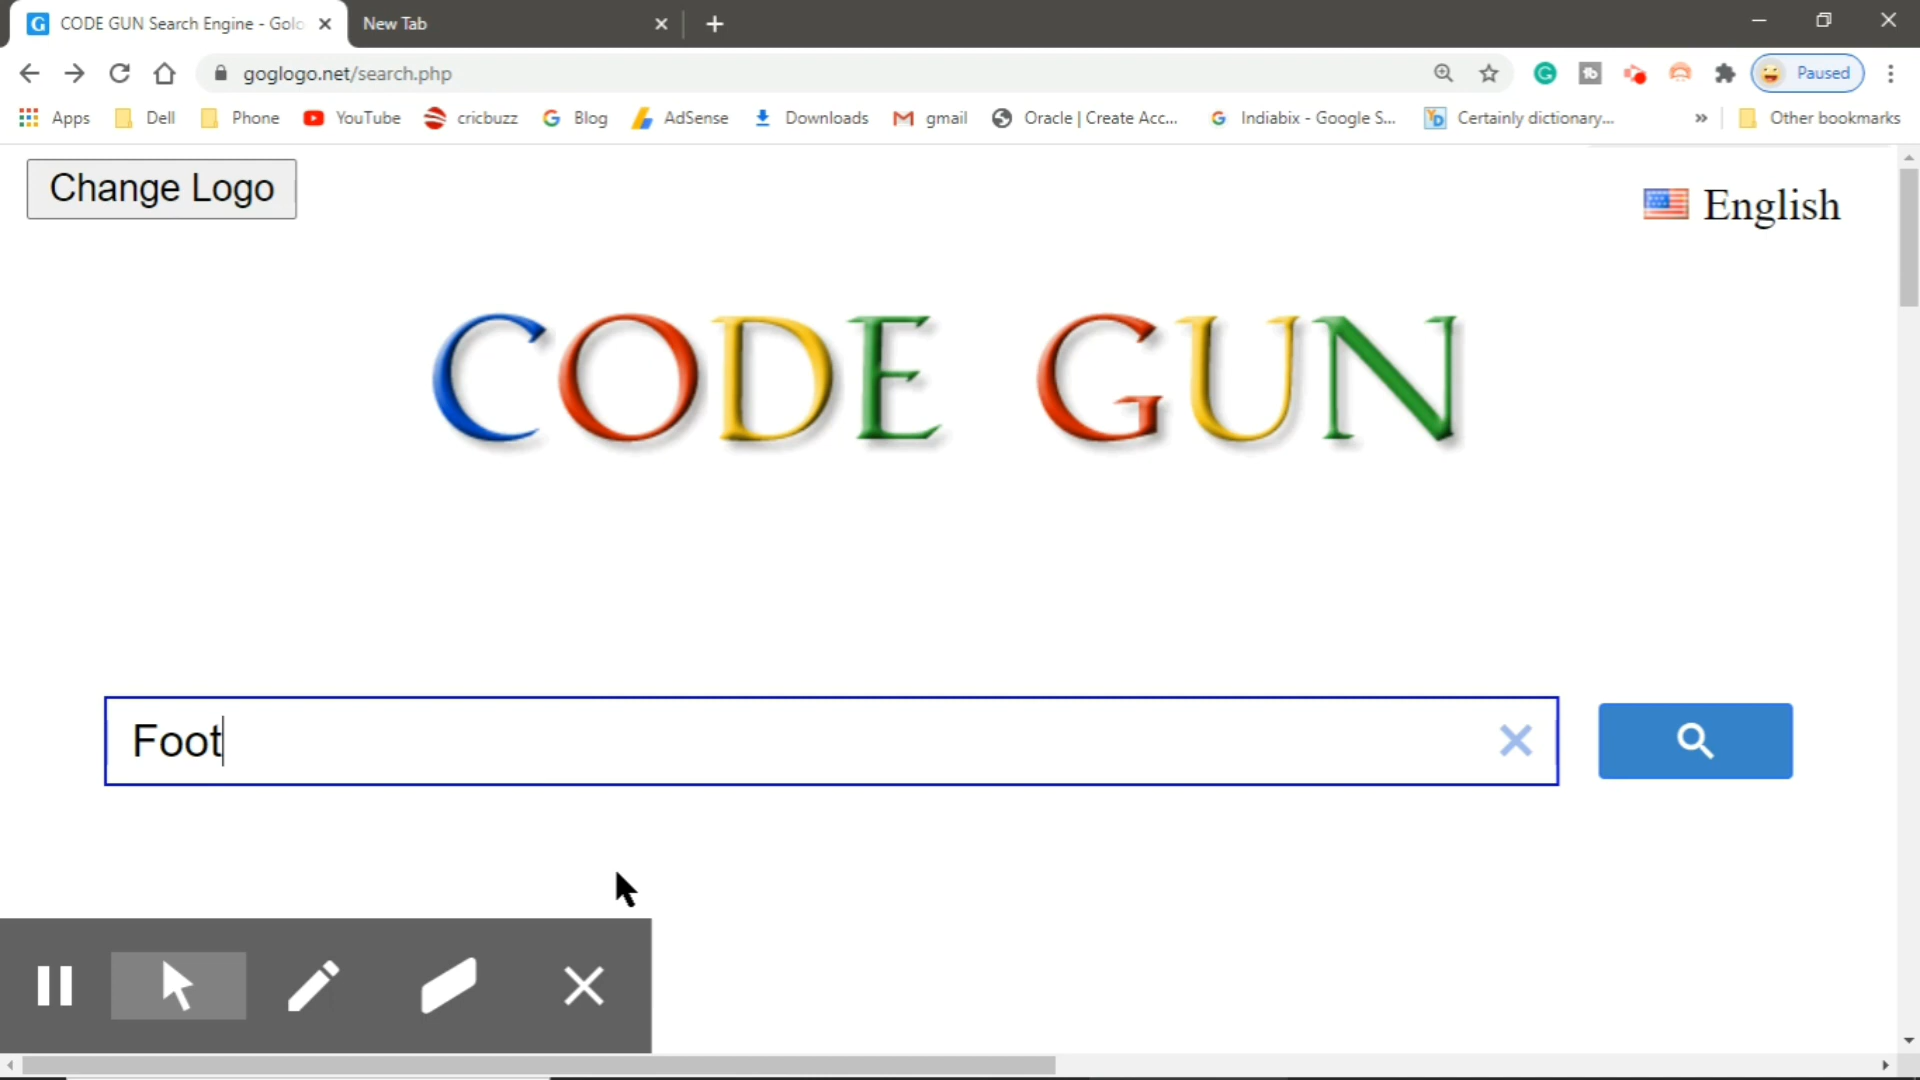 CODE GUN Search Engine - Golo
New Tab
goglogo.net/search.php
Paused
Apps
Dell
Phone
YouTube
cricbuzz
Blog
AdSense
Downloads
gmail
Oracle | Create Acc...
Indiabix - Google S...
Certainly dictionary...
Other bookmarks
Change Logo
English
CODE GUN
Foot